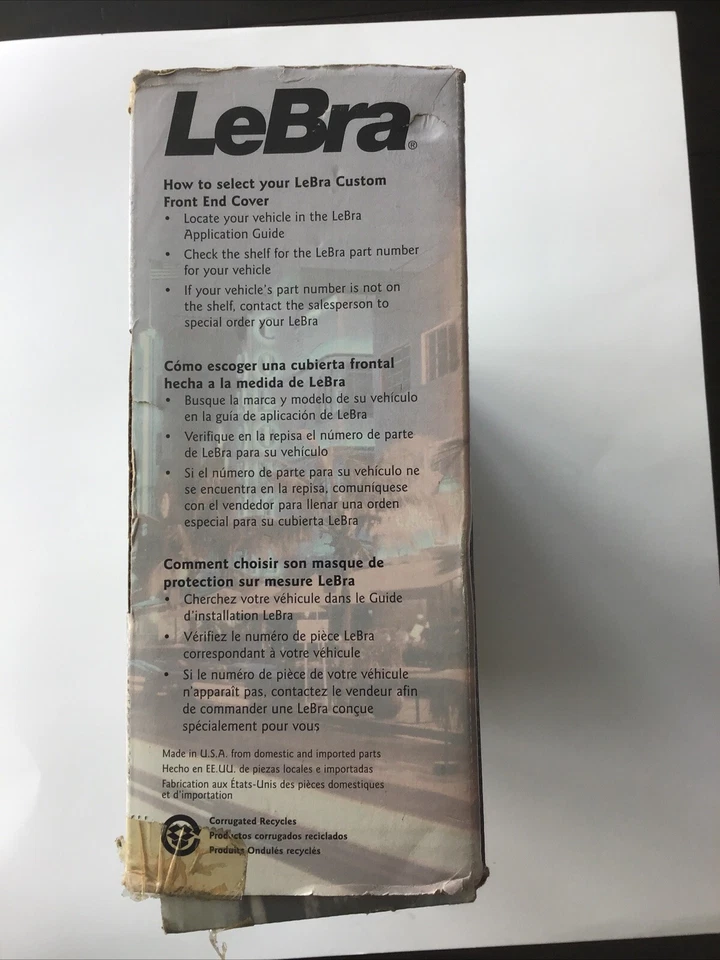 LeBra®
How to select your LeBra Custom
Front End Cover
• Locate your vehicle in the LeBra
Application Guide
• Check the shelf for the LeBra part number
for your vehicle
• If your vehicle's part number is not on
the shelf, contact the salesperson to
special order your LeBra
Cómo escoger una cubierta frontal
hecha a la medida de LeBra
• Busque la marca y modelo de su vehículo
en la guía de aplicación de LeBra
• Verifique en la repisa el número de parte
de LeBra para su vehículo
• Si el número de parte para su vehículo ne
se encuentra en la repisa, comuníquese
con el vendedor para llenar una orden
especial para su cubierta LeBra
Comment choisir son masque de
protection sur mesure LeBra
• Cherchez votre véhicule dans le Guide
d'installation LeBra
• Vérifiez le numéro de pièce LeBra
correspondant à votre véhicule
• Si le numéro de pièce de votre véhicule
n'apparaît pas, contactez le vendeur afin
de commander une LeBra conçue
spécialement pour vous
Made in U.S.A. from domestic and imported parts
Hecho en EE.UU. de piezas locales e importadas
Fabrication aux États-Unis des pièces domestiques
et d'importation
Corrugated Recycles
Productos corrugados reciclados
Produits Ondulés recyclés